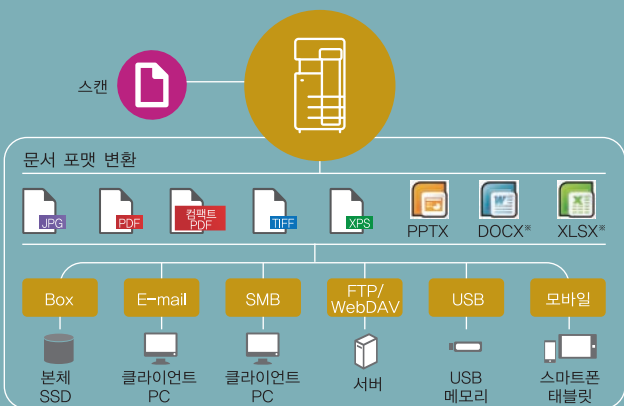 스캔
문서 포맷 변환
JPG
PDF
컴팩트
PDF
TIFF
XPS
PPTX
DOCX※
XLSX※
Box
E-mail
SMB
FTP/
WebDAV
USB
모바일
본체
SSD
클라이언트
PC
클라이언트
PC
서버
USB
메모리
스마트폰
태블릿